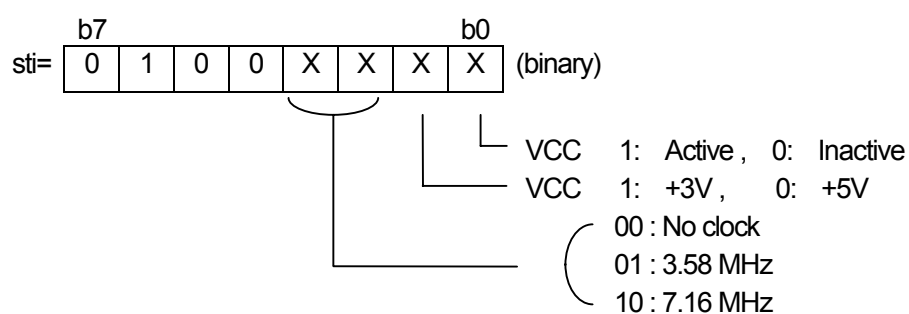 b7 b0
sti= 0 1 0 0 X X X X (binary)
VCC 1: Active , 0: Inactive
VCC 1: +3V , 0: +5V
00 : No clock
01 : 3.58 MHz
10 : 7.16 MHz